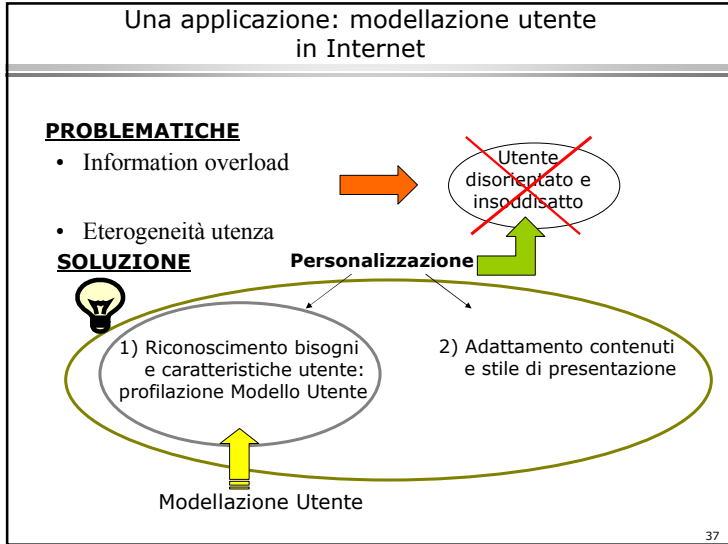 Una applicazione: modellazione utente
in Internet
PROBLEMATICHE
• Information overload
Utente
disorientato e
insoddisatto
• Eterogeneità utenza
SOLUZIONE
Personalizzazione
1) Riconoscimento bisogni
e caratteristiche utente:
profilazione Modello Utente
2) Adattamento contenuti
e stile di presentazione
Modellazione Utente
37